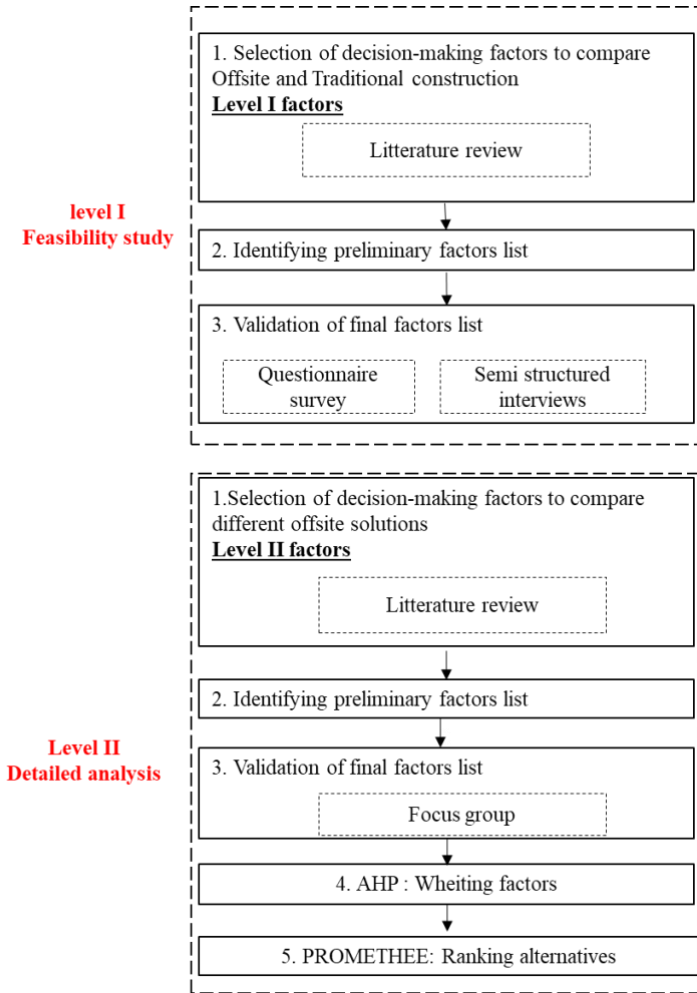 1. Selection of decision-making factors to compare
Offsite and Traditional construction
Level I factors
Litterature review
level I
Feasibility study
2. Identifying preliminary factors list
3. Validation of final factors list
Questionnaire
survey
Semi structured
interviews
1.Selection of decision-making factors to compare
different offsite solutions
Level II factors
Litterature review
2. Identifying preliminary factors list
Level II
Detailed analysis
3. Validation of final factors list
Focus group
4. AHP : Wheiting factors
5. PROMETHEE: Ranking alternatives